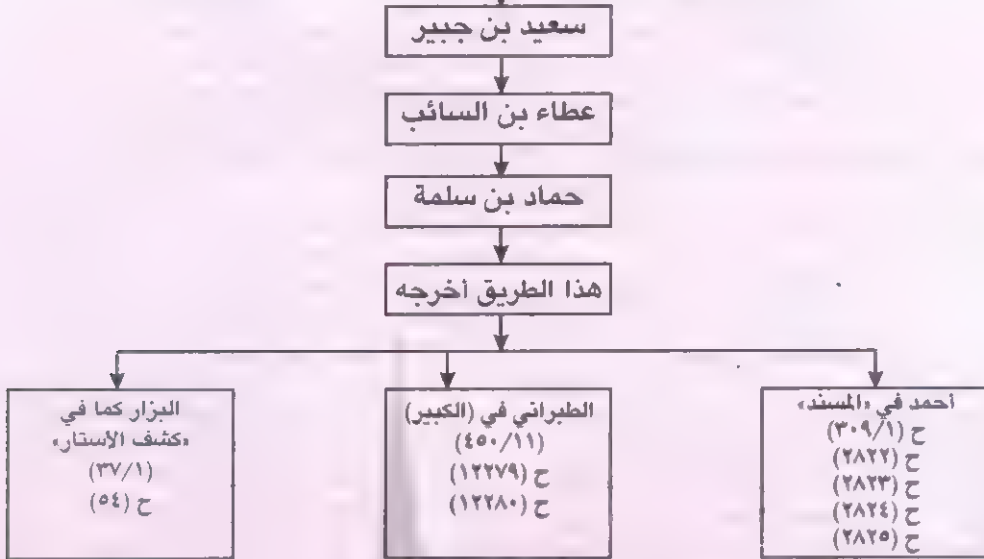 سعيد بن جبير
عطاء بن السائب
حماد بن سلمة
هذا الطريق أخرجه
أحمد في «المسند»
ح (٣٠٩/١)
ح (٢٨٢٢)
ح (٢٨٢٣)
ح (٢٨٢٤)
ح (٢٨٢٥)
الطبراني في (الكبير)
(٤٥٠/١١)
ح (١٢٢٧٩)
ح (١٢٢٨٠)
البزار كما في
«كشف الأستار»
(٣٧/١)
ح (٥٤)